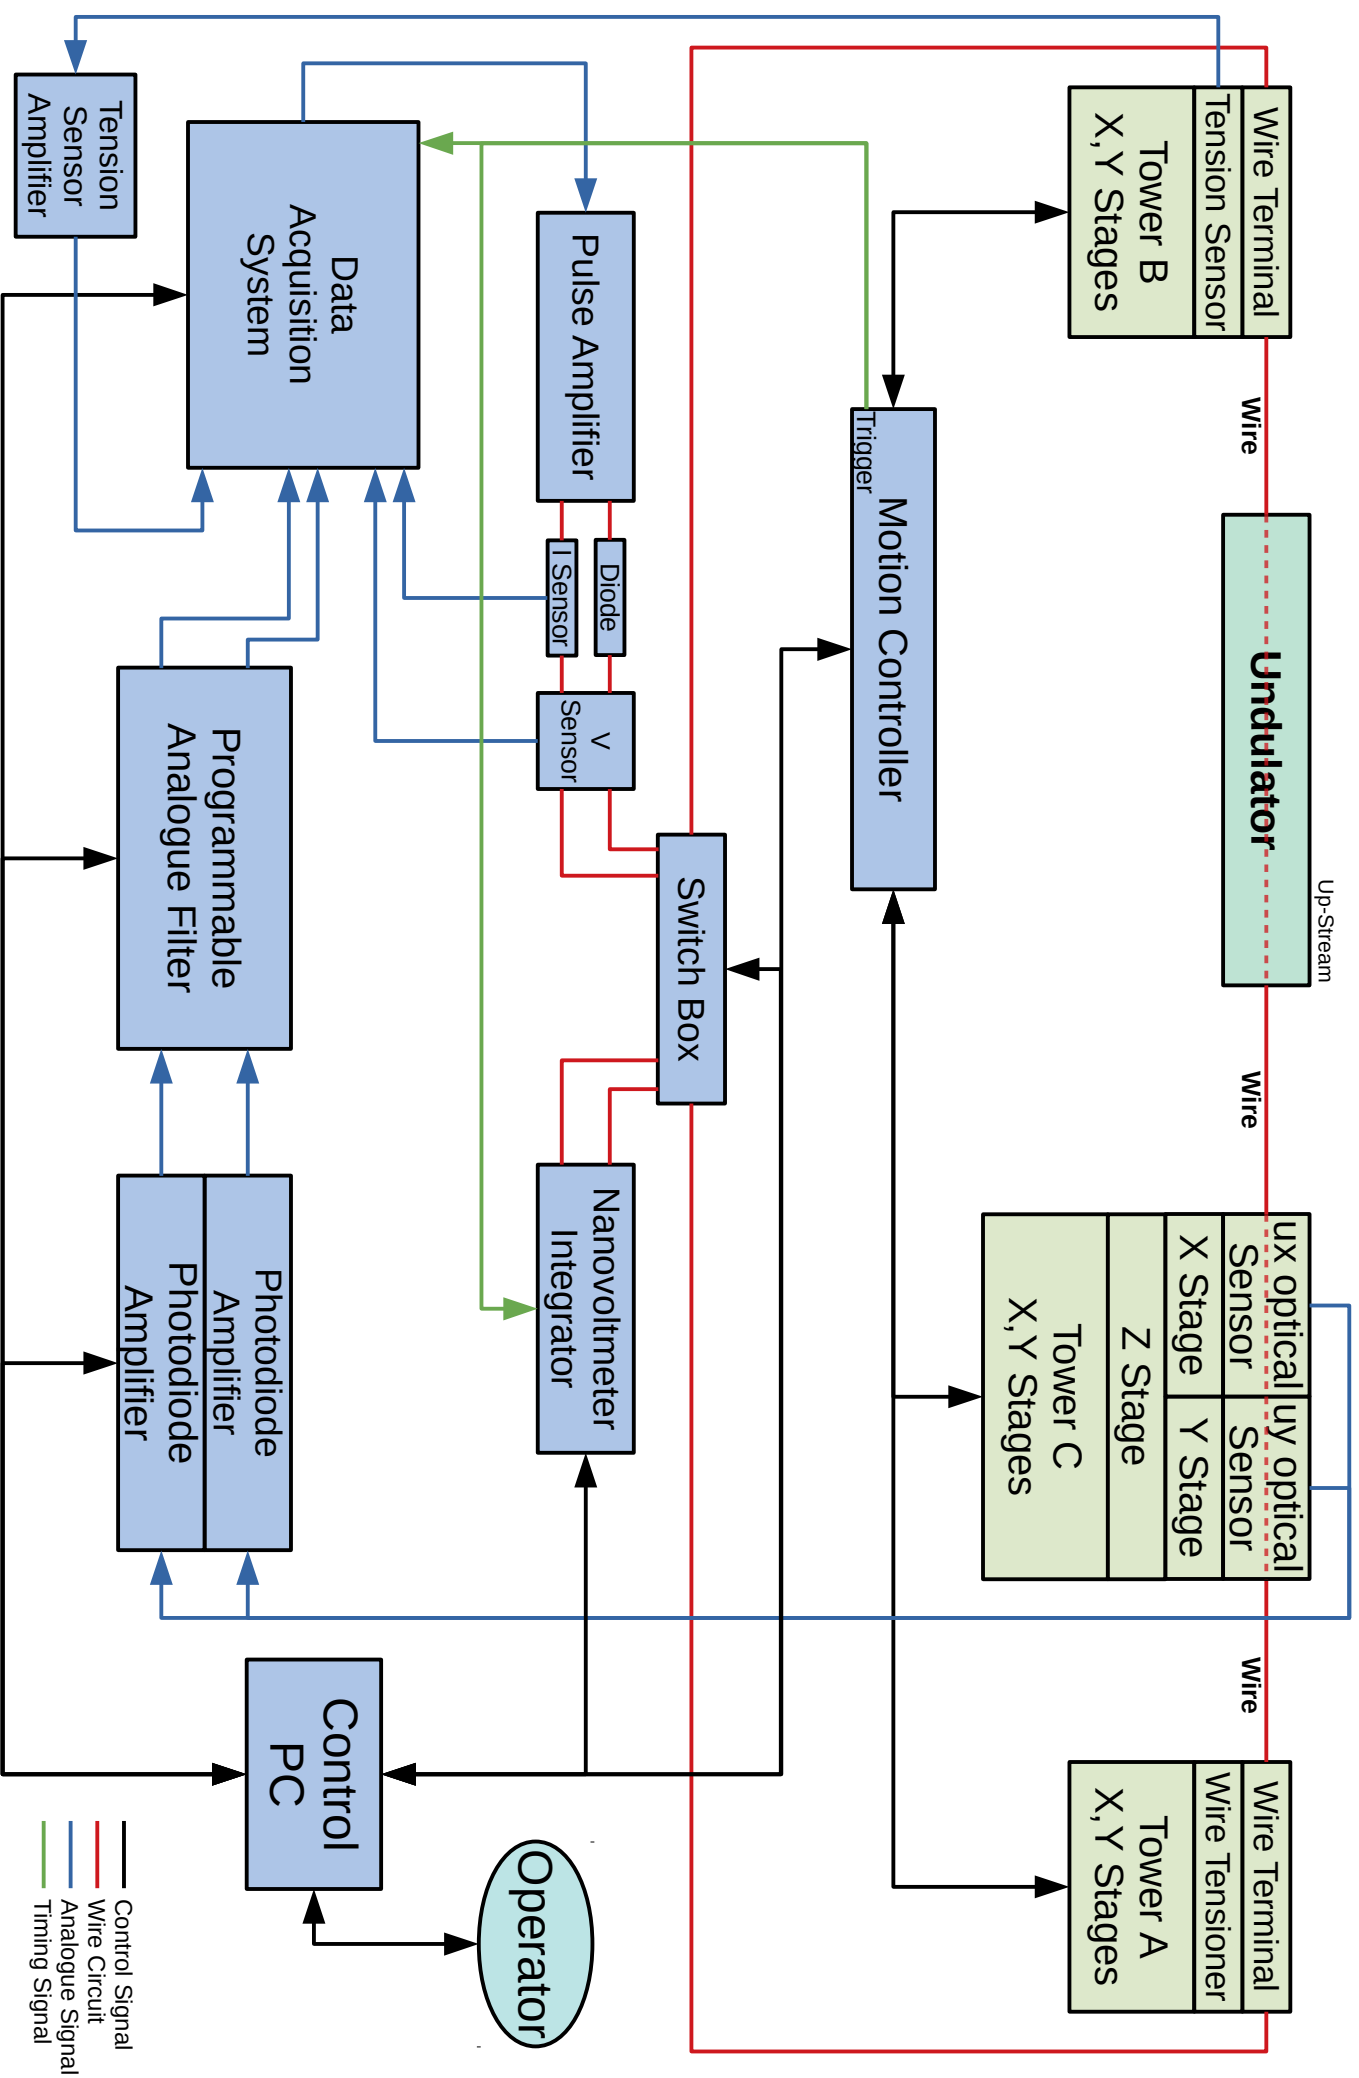 Up-Stream
Wire Terminal
Tension Sensor
Tower B
X,Y Stages
Wire
Undulator
Wire
ux optical
Sensor
X Stage
uy optical
Sensor
Y Stage
Z Stage
Tower C
X,Y Stages
Wire
Wire Terminal
Wire Tensioner
Tower A
X,Y Stages
Trigger
Motion Controller
Switch Box
Pulse Amplifier
Diode
I Sensor
V
Sensor
Nanovoltmeter
Integrator
Operator
Data
Acquisition
System
Programmable
Analogue Filter
Photodiode
Amplifier
Photodiode
Amplifier
Control
PC
Tension
Sensor
Amplifier
Control Signal
Wire Circuit
Analogue Signal
Timing Signal